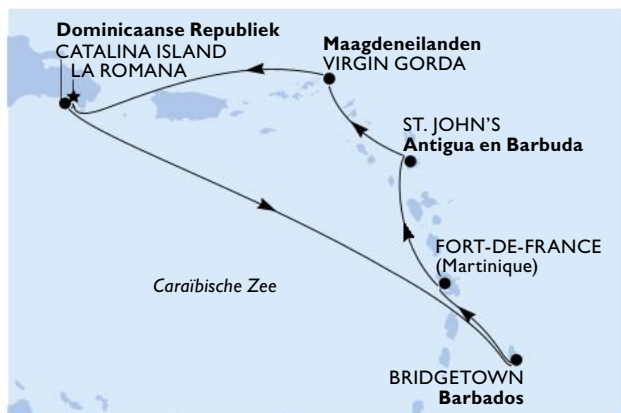 Dominicaanse Republiek
CATALINA ISLAND
LA ROMANA
Maagdeneilanden
VIRGIN GORDA
ST. JOHN'S
Antigua en Barbuda
FORT-DE-FRANCE
(Martinique)
Caraïbische Zee
BRIDGETOWN
Barbados